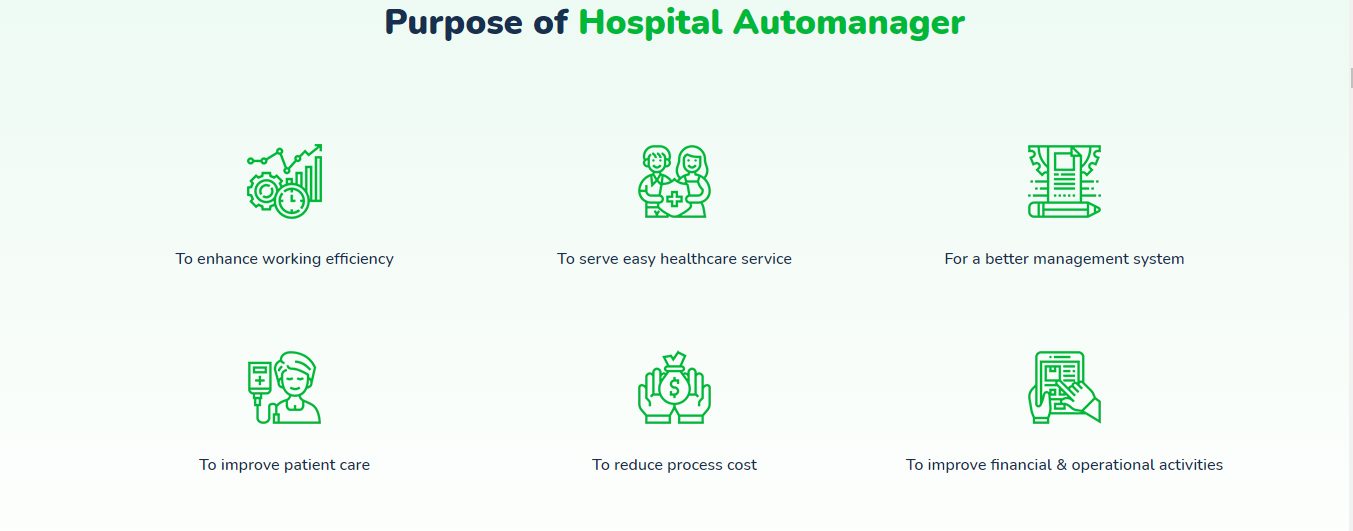 Purpose of Hospital Automanager
To enhance working efficiency
To serve easy healthcare service
For a better management system
To improve patient care
$
To reduce process cost
To improve financial & operational activities